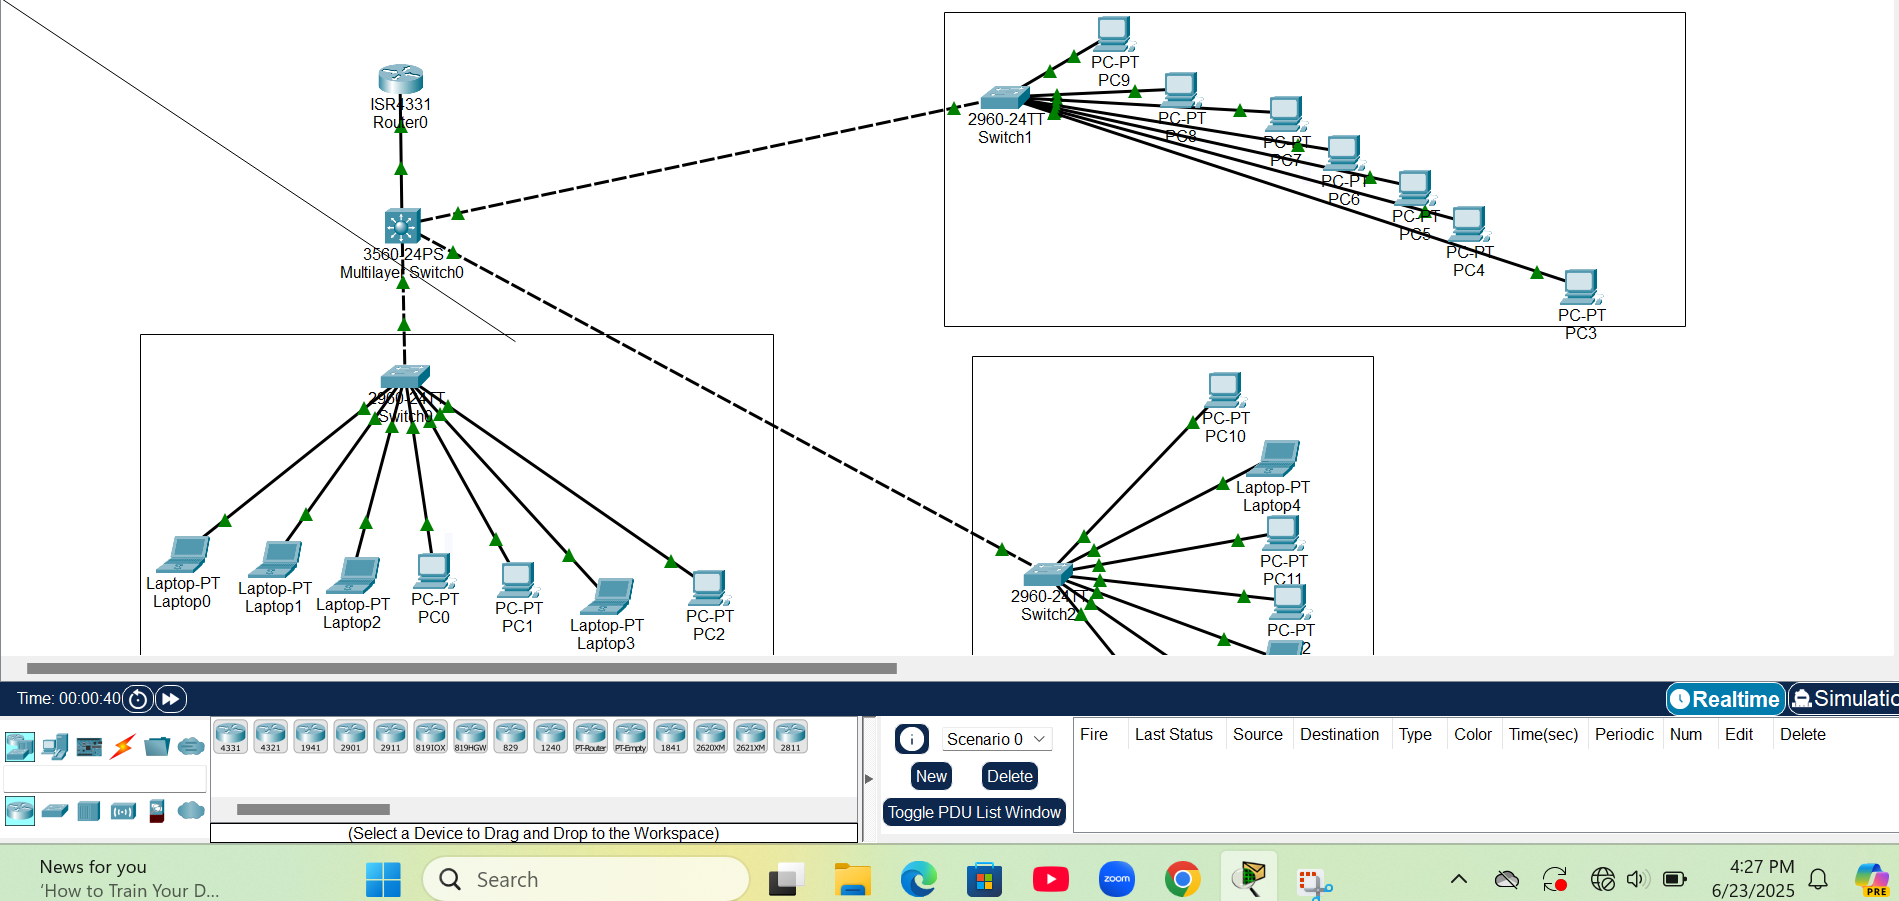 ISR4331
Router0
3560-24PS
Multilayer Switch0
2960-24TT
Switch1
PC-PT
PC9
PC-PT
PC8
PC-PT
PC7
PC-PT
PC6
PC-PT
PC5
PC-PT
PC4
PC-PT
PC3
2960-24TT
Switch0
Laptop-PT
Laptop0
Laptop-PT
Laptop1
Laptop-PT
Laptop2
PC-PT
PC0
PC-PT
PC1
Laptop-PT
Laptop3
PC-PT
PC2
PC-PT
PC10
Laptop-PT
Laptop4
PC-PT
PC11
PC-PT
2
2960-24TT
Switch2
Time: 00:00:40
Realtime
Simulatio
4331
4321
1941
2901
2911
819IOX
819HGW
829
1240
PT-Router
PT-Empty
1841
2620XM
2621XM
2811
(Select a Device to Drag and Drop to the Workspace)
Scenario 0
New
Delete
Toggle PDU List Window
Fire Last Status Source Destination Type Color Time(sec) Periodic Num Edit Delete
News for you
‘How to Train Your D...
Search
zoom
4:27 PM
6/23/2025
PRE